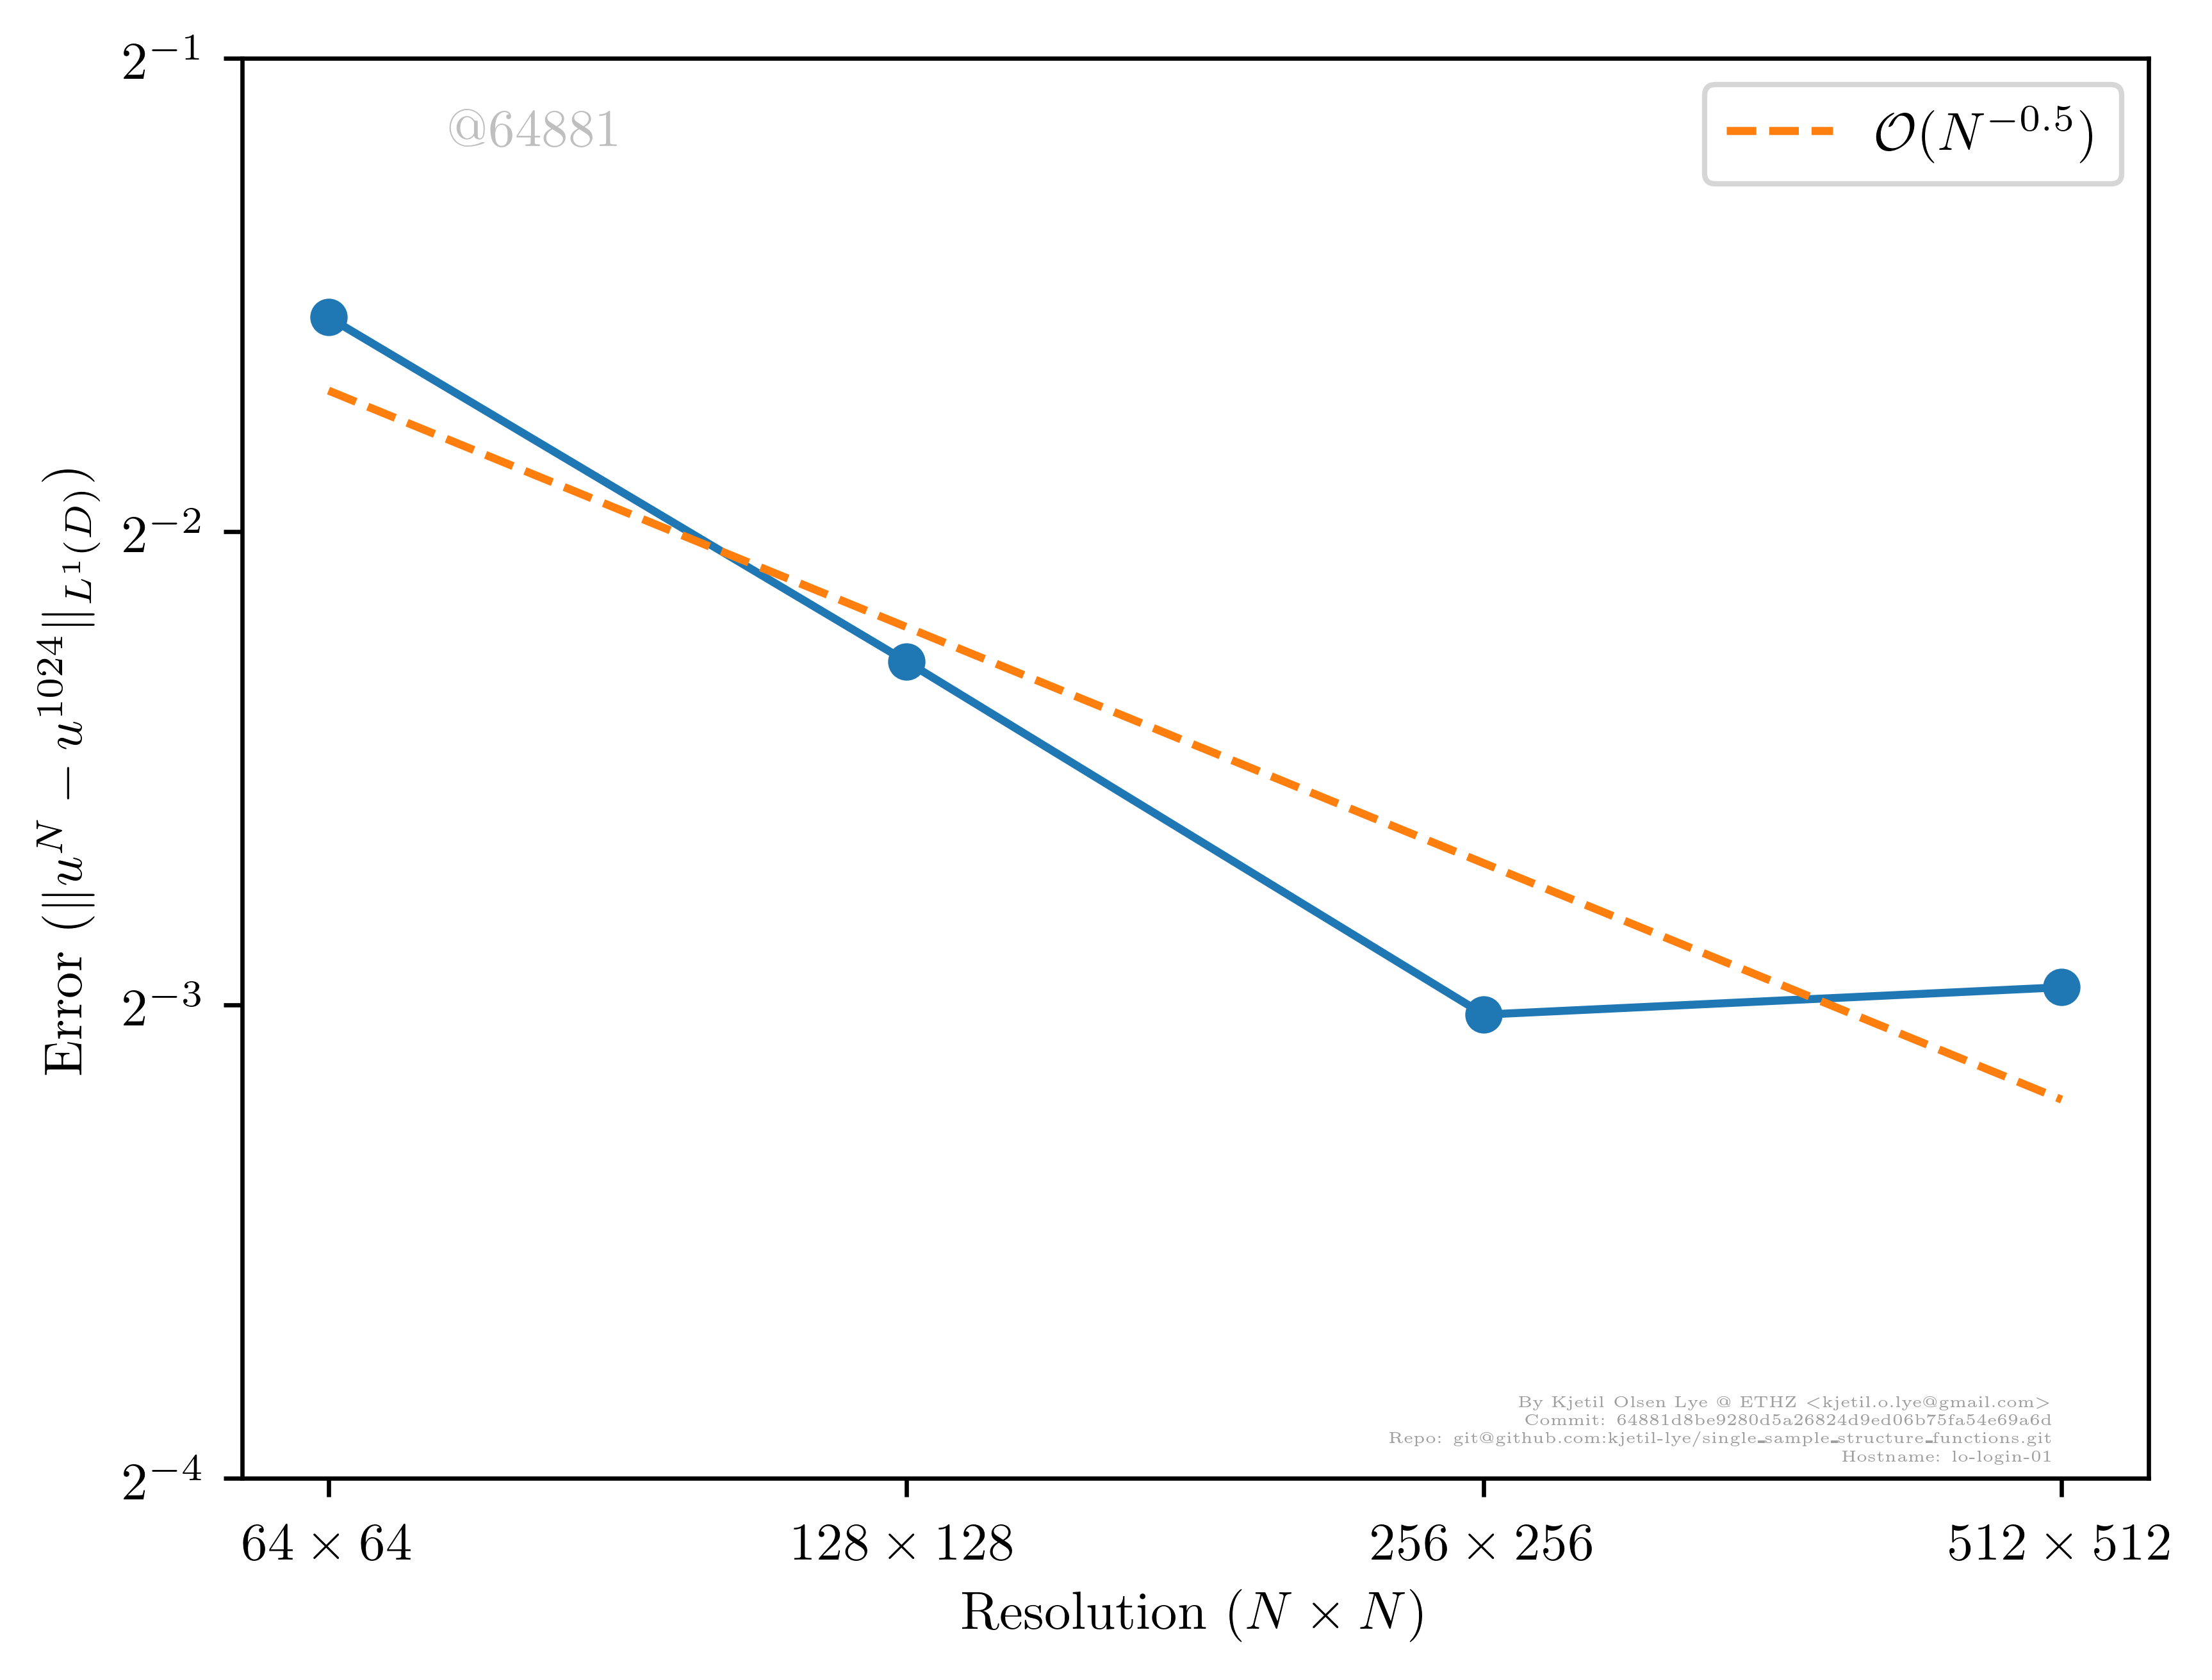 2^{-1}
@64881
\mathcal{O}(N^{-0.5})
2^{-2}
Error (||u^N − u^{1024}||_{L^1(D)})
2^{-3}
By Kjetil Olsen Lye @ ETHZ <kjetil.o.lye@gmail.com>
Commit: 64881d8be9280d5a26824d9ed06b75fa54e69a6d
Repo: git@github.com:kjetil-lye/single_sample_structure_functions.git
Hostname: lo-login-01
2^{-4}
64 × 64 128 × 128 256 × 256 512 × 512
Resolution (N × N)